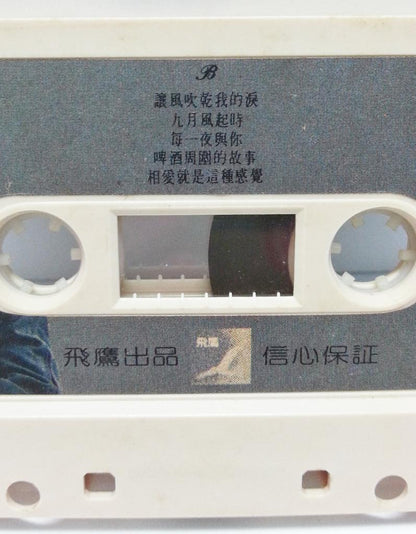 B
讓風吹乾我的淚
九月風起時
每一夜與你
啤酒周圍的故事
相愛就是這種感覺
飛鷹出品
飛鷹
信心保証